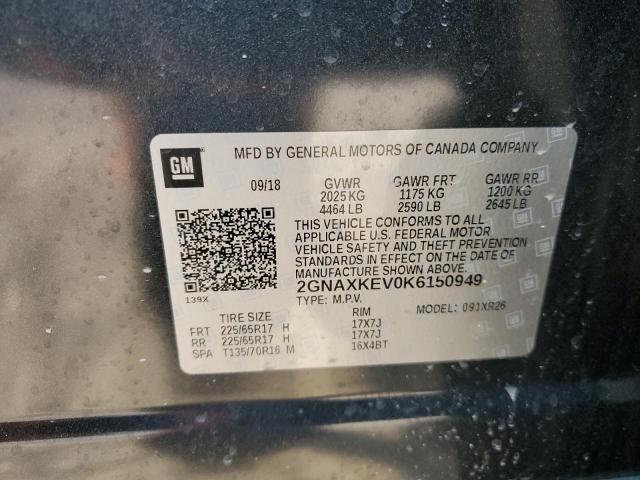 GM
MFD BY GENERAL MOTORS OF CANADA COMPANY
09/18 GVWR GAWR FRT GAWR RR
2025 KG 1175 KG 1200 KG
4464 LB 2590 LB 2645 LB
THIS VEHICLE CONFORMS TO ALL
APPLICABLE U.S. FEDERAL MOTOR
VEHICLE SAFETY AND THEFT PREVENTION
STANDARDS IN EFFECT ON THE DATE OF
MANUFACTURE SHOWN ABOVE.
2GNAXKEV0K6150949
139X
TYPE: M.P.V. MODEL: 091XR26
TIRE SIZE RIM
FRT 225/65R17 H 17X7J
RR 225/65R17 H 17X7J
SPA T135/70R16 M 16X4BT